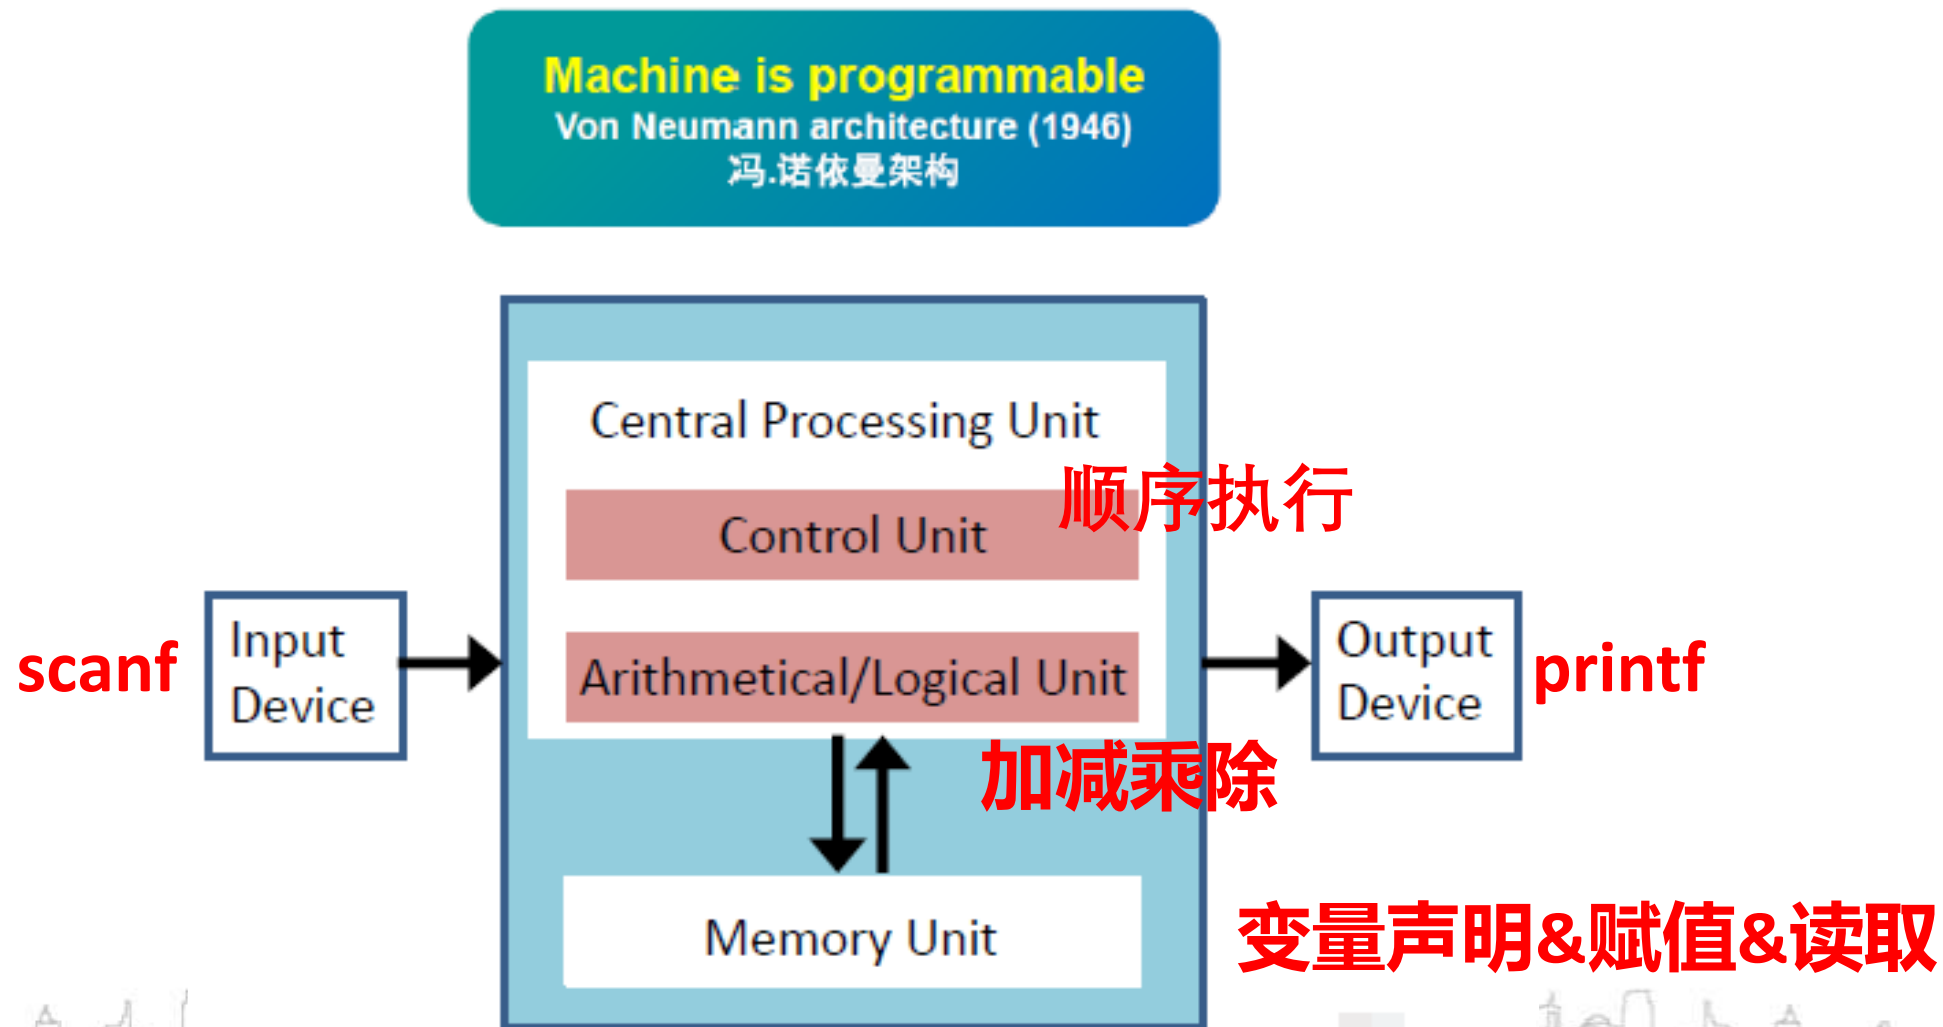 Machine is programmable
Von Neumann architecture (1946)
冯.诺依曼架构
Central Processing Unit
顺序执行
Control Unit
scanf
Input
Device
Arithmetical/Logical Unit
Output
Device
printf
加减乘除
Memory Unit
变量声明&赋值&读取